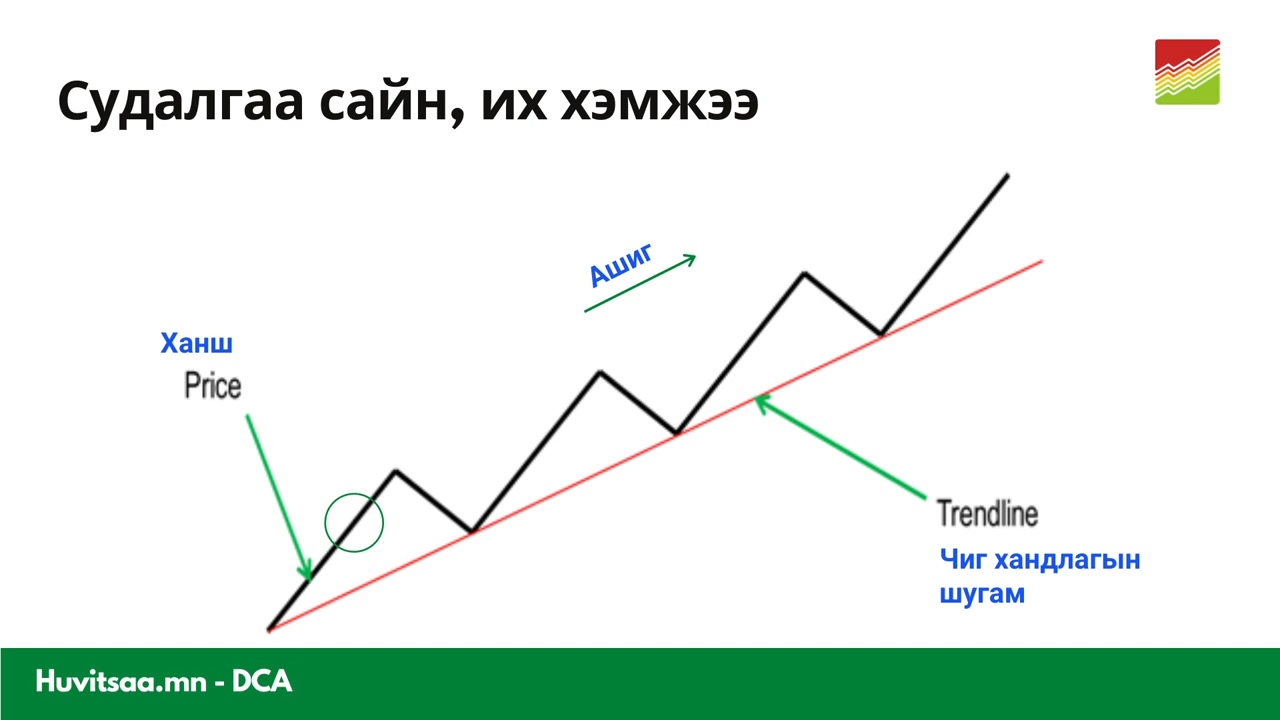 Судалгаа сайн, их хэмжээ
Ашиг
Ханш
Price
Trendline
Чиг хандлагын
шугам
Huvitsaa.mn - DCA